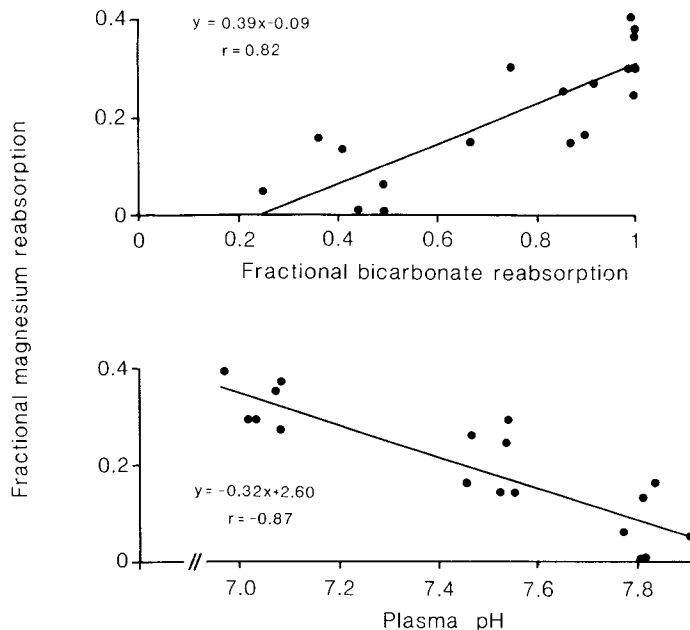 y = 0.39x-0.09
r = 0.82
0.4
0.2
0
0 0.2 0.4 0.6 0.8 1
Fractional bicarbonate reabsorption
Fractional magnesium reabsorption
0.4
0.2
0
y = -0.32x+2.60
r = -0.87
7.0 7.2 7.4 7.6 7.8
Plasma pH